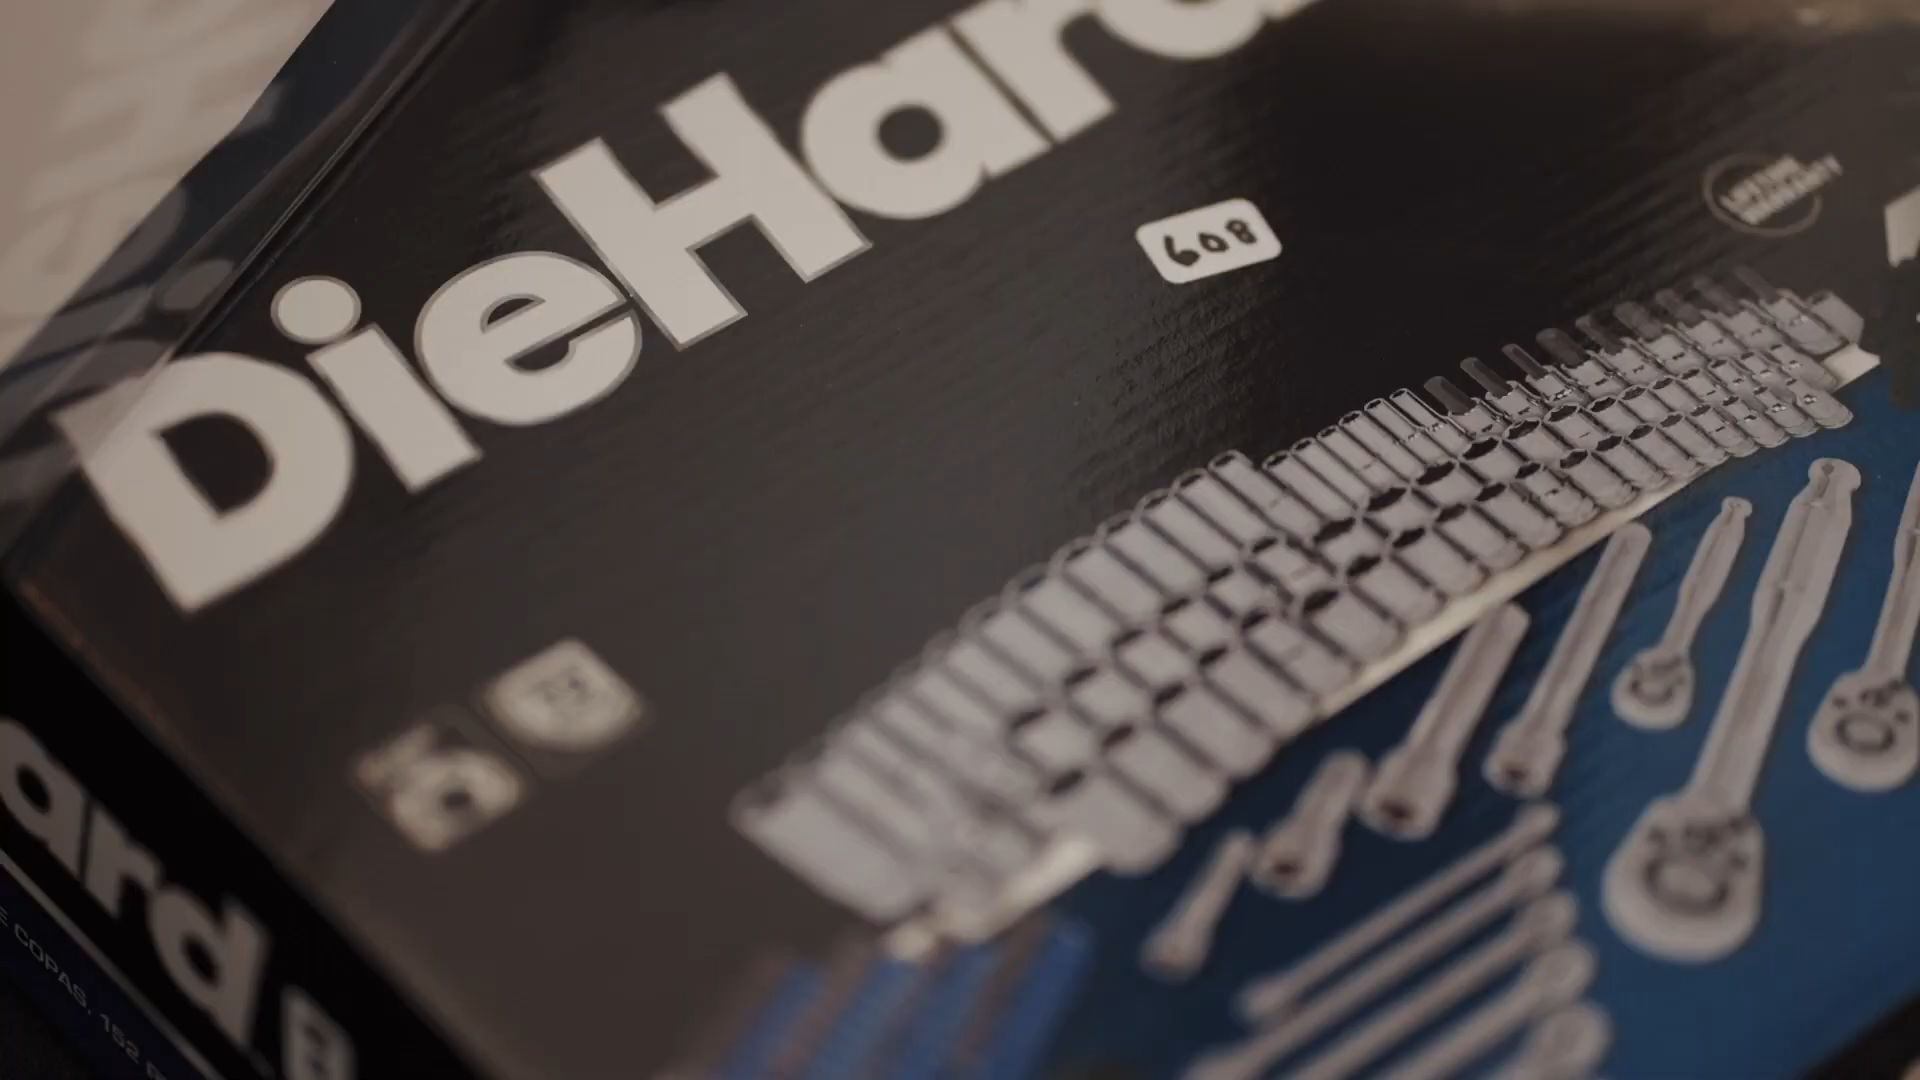 DieHard
608
LIFETIME
WARRANTY
ard
E COPAS, 152